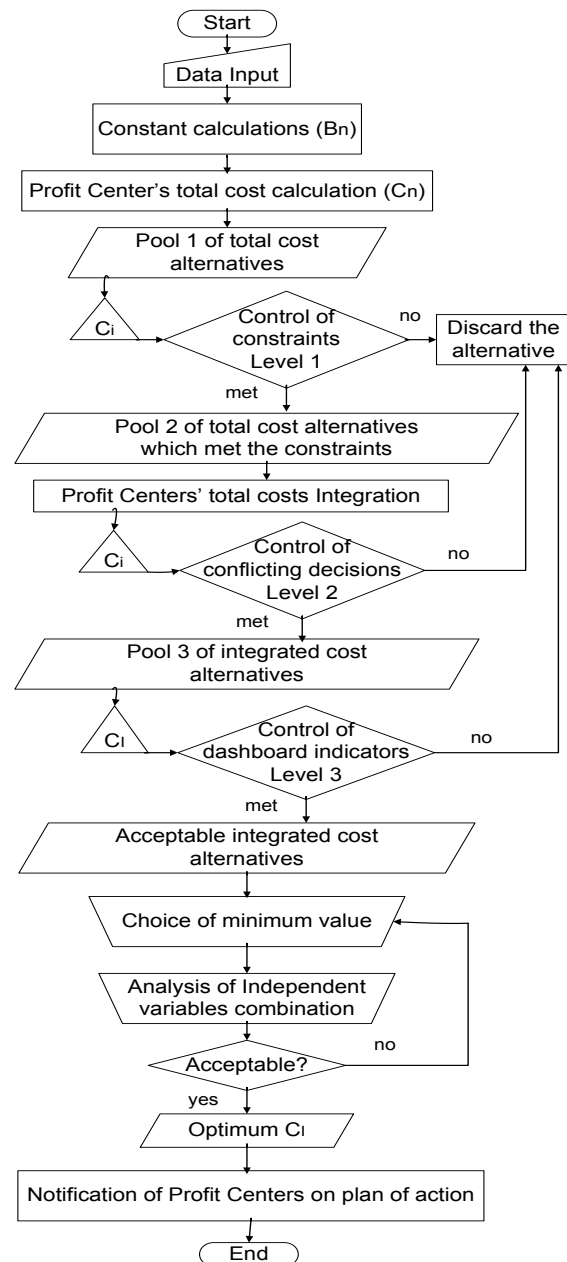 Start
Data Input
Constant calculations (Bn)
Profit Center's total cost calculation (Cn)
Pool 1 of total cost
alternatives
Ci
Control of
constraints
Level 1
no
Discard the
alternative
met
Pool 2 of total cost alternatives
which met the constraints
Profit Centers' total costs Integration
Ci
Control of
conflicting decisions
Level 2
no
met
Pool 3 of integrated cost
alternatives
CI
Control of
dashboard indicators
Level 3
no
met
Acceptable integrated cost
alternatives
Choice of minimum value
Analysis of Independent
variables combination
Acceptable?
no
yes
Optimum CI
Notification of Profit Centers on plan of action
End